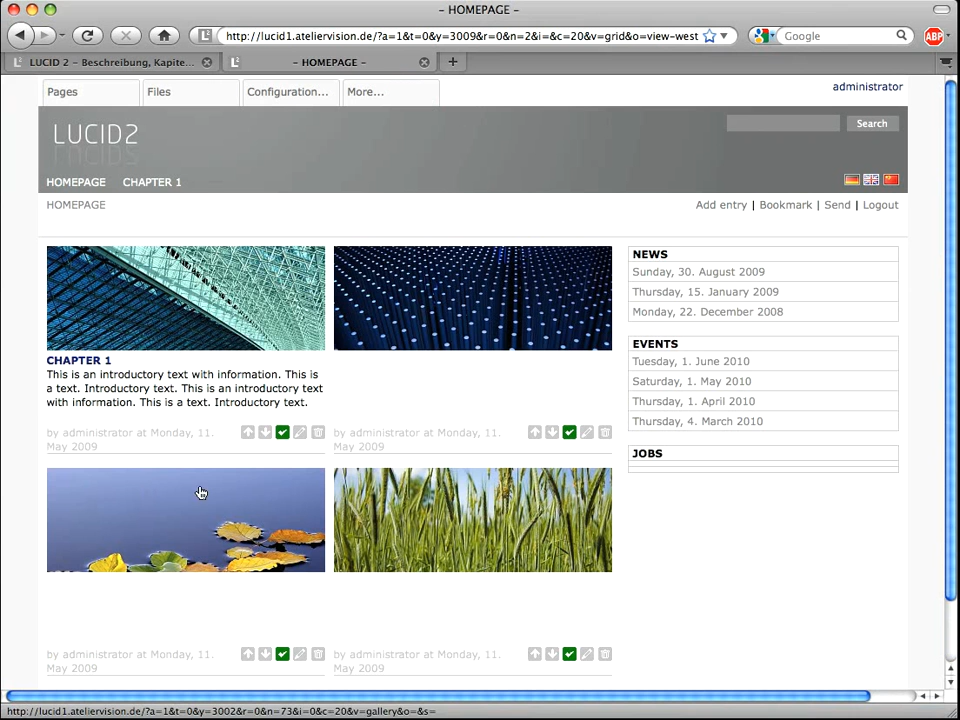 - HOMEPAGE -
http://lucid1.ateliervision.de/?a=1&t=0&y=3009&r=0&n=2&i=&c=20&v=grid&o=view-west
Google
ABP
LUCID 2 – Beschreibung, Kapite...
- HOMEPAGE -
Pages
Files
Configuration...
More...
administrator
LUCID2
Search
HOMEPAGE
CHAPTER 1
HOMEPAGE
Add entry | Bookmark | Send | Logout
CHAPTER 1
This is an introductory text with information. This is
a text. Introductory text. This is an introductory text
with information. This is a text. Introductory text.
by administrator at Monday, 11.
May 2009
by administrator at Monday, 11.
May 2009
by administrator at Monday, 11.
May 2009
by administrator at Monday, 11.
May 2009
NEWS
Sunday, 30. August 2009
Thursday, 15. January 2009
Monday, 22. December 2008
EVENTS
Tuesday, 1. June 2010
Saturday, 1. May 2010
Thursday, 1. April 2010
Thursday, 4. March 2010
JOBS
http://lucid1.ateliervision.de/?a=1&t=0&y=3002&r=0&n=73&i=0&c=20&v=gallery&o=&s=